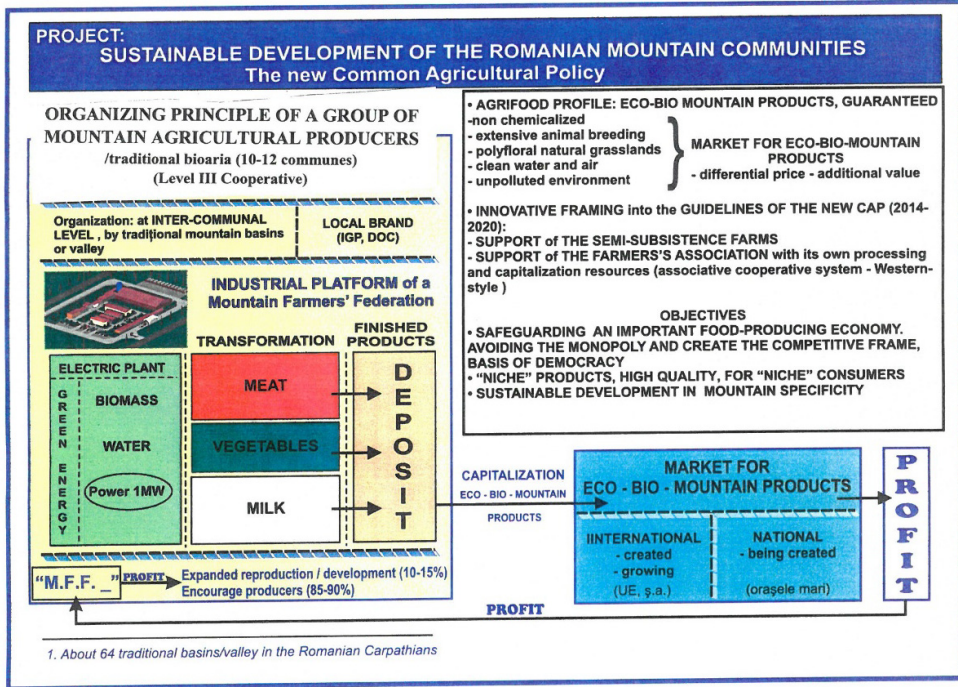 PROJECT:
SUSTAINABLE DEVELOPMENT OF THE ROMANIAN MOUNTAIN COMMUNITIES
The new Common Agricultural Policy
ORGANIZING PRINCIPLE OF A GROUP OF
MOUNTAIN AGRICULTURAL PRODUCERS
/traditional bioaria (10-12 communes)
(Level III Cooperative)
Organization: at INTER-COMMUNAL
LEVEL , by traditional mountain basins
or valley
LOCAL BRAND
(IGP, DOC)
INDUSTRIAL PLATFORM of a
Mountain Farmers' Federation
TRANSFORMATION
FINISHED
PRODUCTS
ELECTRIC PLANT
GREEN ENERGY
BIOMASS
WATER
Power 1MW
MEAT
VEGETABLES
MILK
DEPOSIT
"M.F.F. _"
PROFIT
Expanded reproduction / development (10-15%)
Encourage producers (85-90%)
• AGRIFOOD PROFILE: ECO-BIO MOUNTAIN PRODUCTS, GUARANTEED
-non chemicalized
- extensive animal breeding
- polyfloral natural grasslands
- clean water and air
- unpolluted environment
MARKET FOR ECO-BIO-MOUNTAIN
PRODUCTS
- differential price - additional value
• INNOVATIVE FRAMING into the GUIDELINES OF THE NEW CAP (2014-
2020):
- SUPPORT of THE SEMI-SUBSISTENCE FARMS
- SUPPORT OF THE FARMERS'S ASSOCIATION with its own processing
and capitalization resources (associative cooperative system - Western-
style )
OBJECTIVES
• SAFEGUARDING AN IMPORTANT FOOD-PRODUCING ECONOMY.
AVOIDING THE MONOPOLY AND CREATE THE COMPETITIVE FRAME,
BASIS OF DEMOCRACY
• "NICHE" PRODUCTS, HIGH QUALITY, FOR "NICHE" CONSUMERS
• SUSTAINABLE DEVELOPMENT IN MOUNTAIN SPECIFICITY
CAPITALIZATION
ECO - BIO - MOUNTAIN
PRODUCTS
MARKET FOR
ECO - BIO - MOUNTAIN PRODUCTS
IINTERNATIONAL
- created
- growing
(UE, ş.a.)
NATIONAL
- being created
(oraşele mari)
PROFIT
PROFIT
1. About 64 traditional basins/valley in the Romanian Carpathians